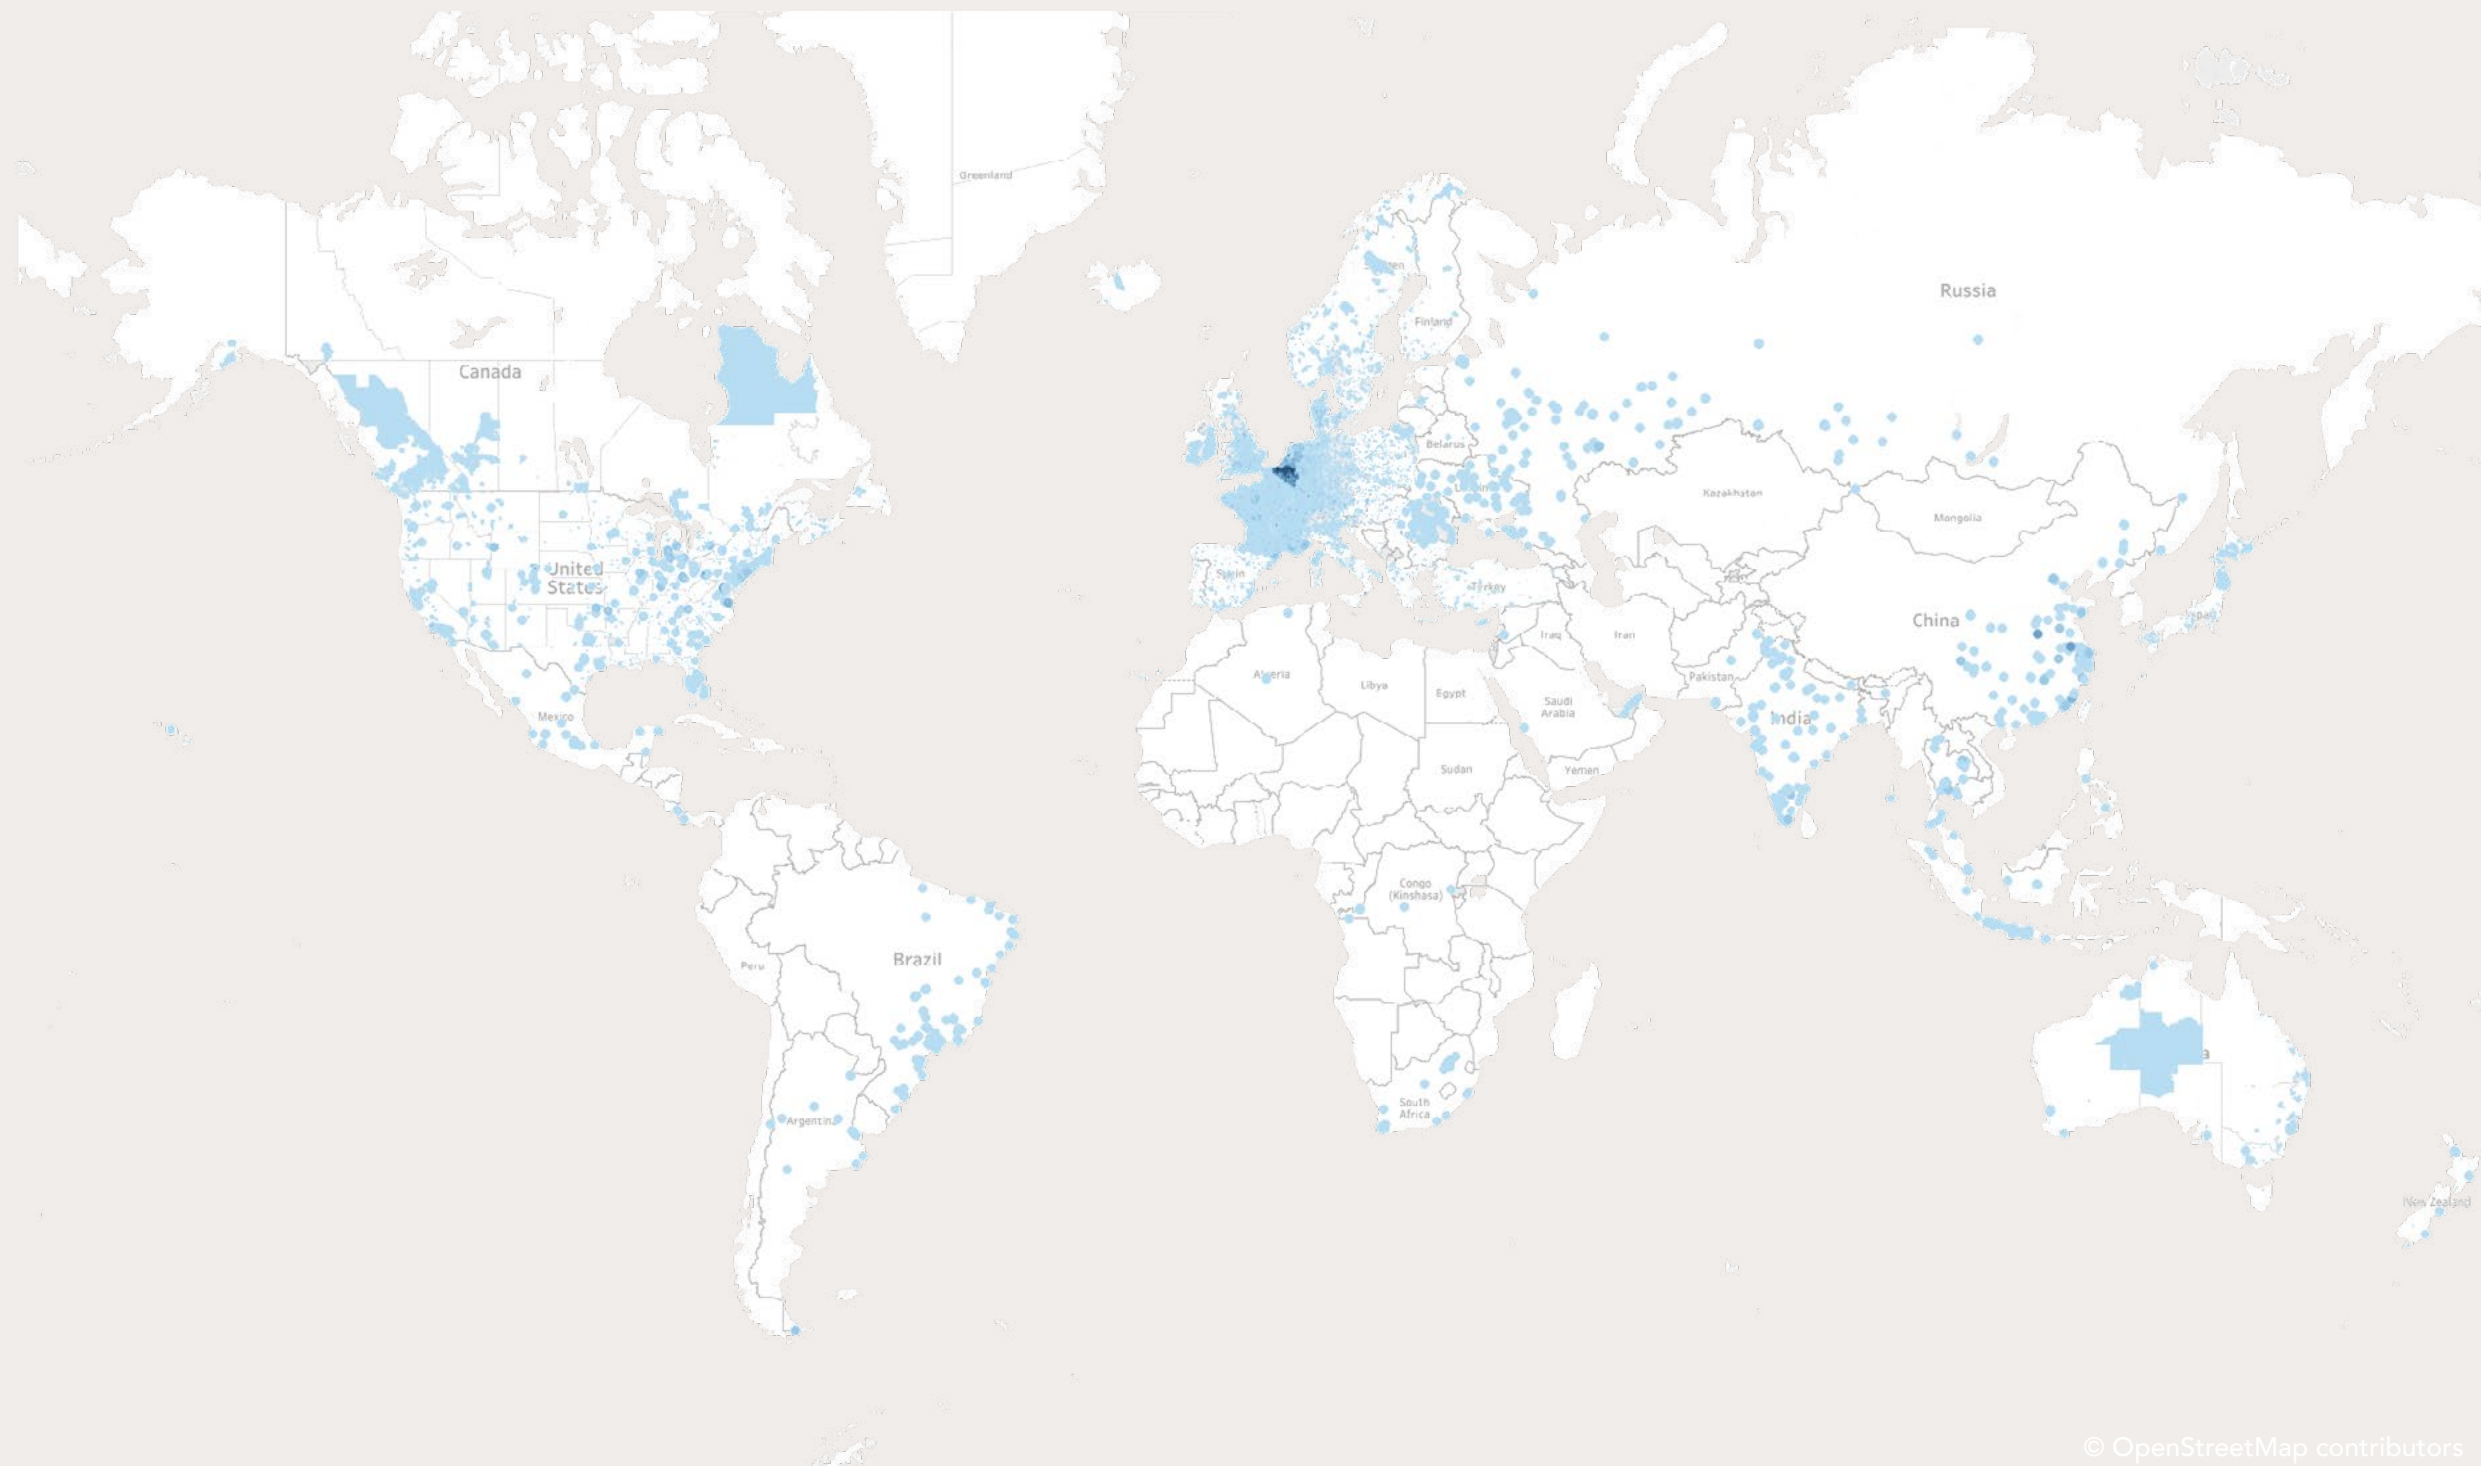 Greenland
Russia
Finland
Canada
Belarus
Kazakhstan
Mongolia
United
States
Spain
Turkey
China
Iraq
Iran
Algeria
Libya
Egypt
Pakistan
Saudi
Arabia
Mexico
India
Sudan
Yemen
Congo
(Kinshasa)
Brazil
Peru
South
Africa
Argentina
New Zealand
© OpenStreetMap contributors